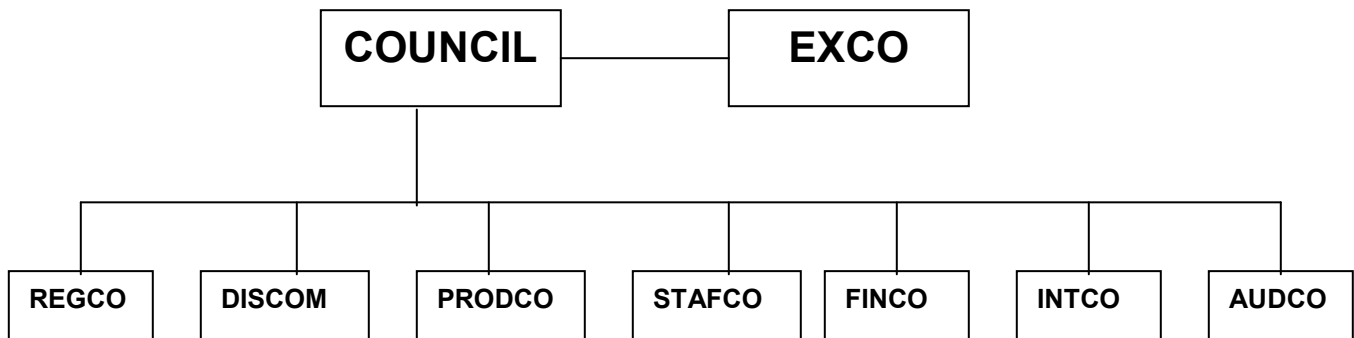 COUNCIL EXCO
REGCO DISCOM PRODCO STAFCO FINCO INTCO AUDCO